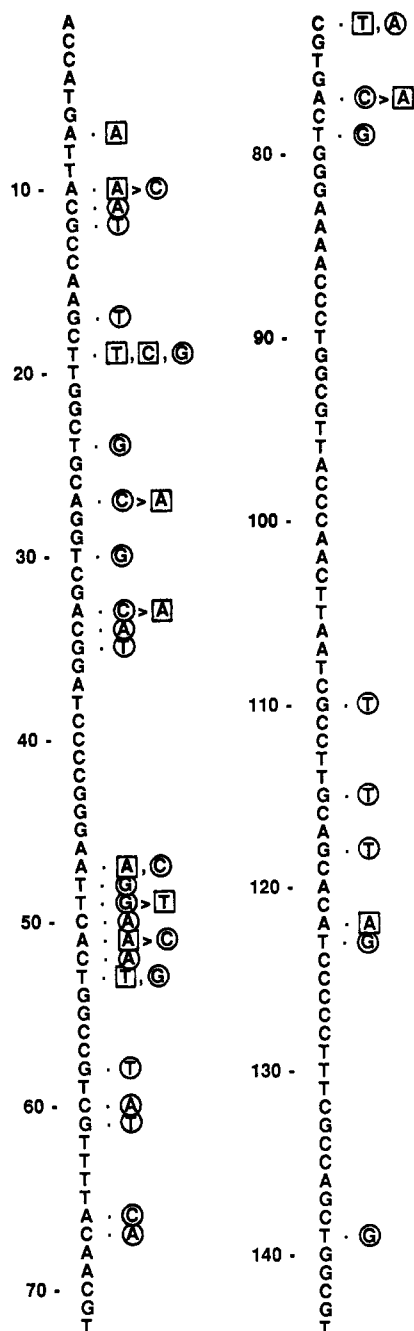 A
C
C
A
T
G
A · A
T
T
10 - A · A > C
C · A
G · T
C
C
A
A
G · T
C
T · T , C , G
20 - T
G
G
C
T · G
G
C
A · C > A
G
G
30 - T · G
C
G
A · C > A
C · A
G · T
G
A
T
C
40 - C
C
C
G
G
G
A
A · A , C
T · G
T · G > T
50 - C · A
A · A > C
C · A
T · T , G
G
G
C
C
G · T
T
60 - C · A
G · T
T
T
T
T
A · C
C · A
A
A
70 - C
G
T
C · T , A
G
T
G
A · C > A
C
T · G
80 - G
G
G
A
A
A
A
C
C
C
90 - T
G
G
C
G
T
T
A
C
C
100 - C
A
A
C
T
T
A
A
T
C
110 - G · T
C
C
T
T
G · T
C
A
G · T
C
120 - A
C
A · A
T · G
C
C
C
C
C
T
130 - T
T
C
G
C
C
A
G
C
T · G
140 - G
G
C
G
T